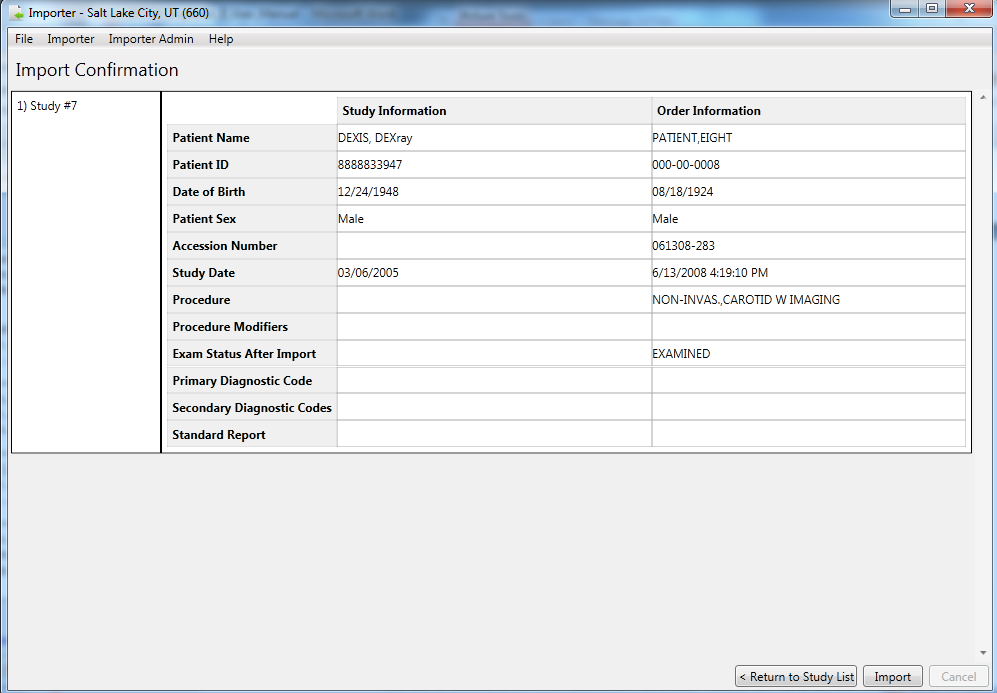 Importer - Salt Lake City, UT (660)
File Importer Importer Admin Help
Import Confirmation
1) Study #7
Study Information Order Information
Patient Name DEXIS, DEXray PATIENT,EIGHT
Patient ID 8888833947 000-00-0008
Date of Birth 12/24/1948 08/18/1924
Patient Sex Male Male
Accession Number 061308-283
Study Date 03/06/2005 6/13/2008 4:19:10 PM
Procedure NON-INVAS.,CAROTID W IMAGING
Procedure Modifiers
Exam Status After Import EXAMINED
Primary Diagnostic Code
Secondary Diagnostic Codes
Standard Report
< Return to Study List Import Cancel